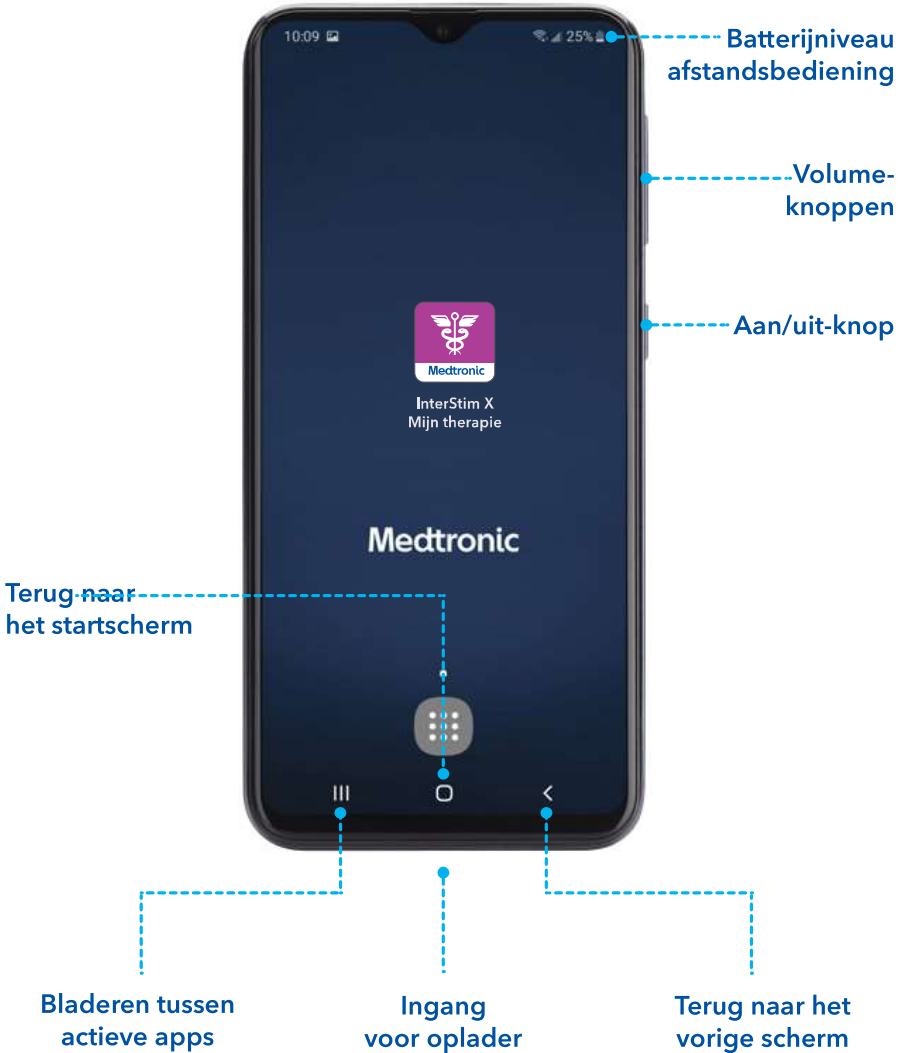 10:09
25%
Batterijniveau
afstandsbediening
Volume-
knoppen
Aan/uit-knop
Medtronic
InterStim X
Mijn therapie
Medtronic
Terug naar
het startscherm
Bladeren tussen
actieve apps
Ingang
voor oplader
Terug naar het
vorige scherm